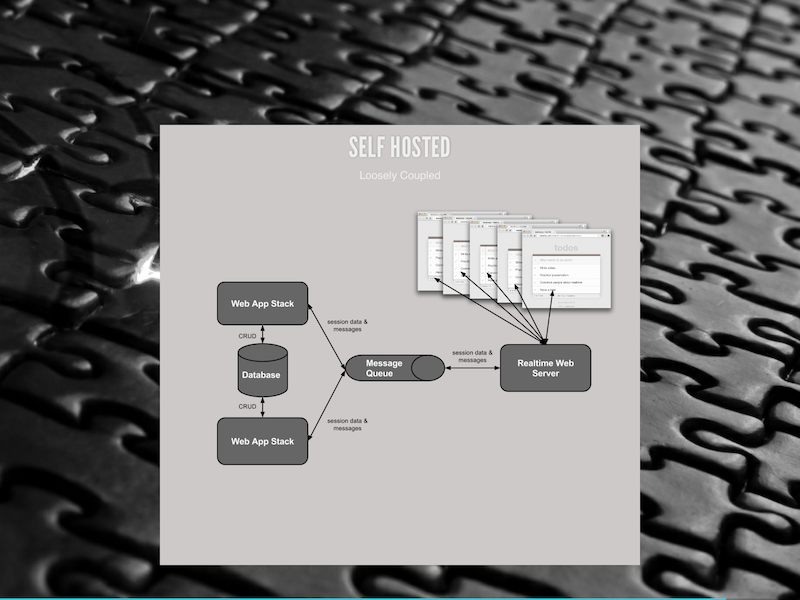 SELF HOSTED
Loosely Coupled
todos
Web App Stack
session data &
messages
CRUD
Database
Message
Queue
session data &
messages
Realtime Web
Server
CRUD
session data &
messages
Web App Stack